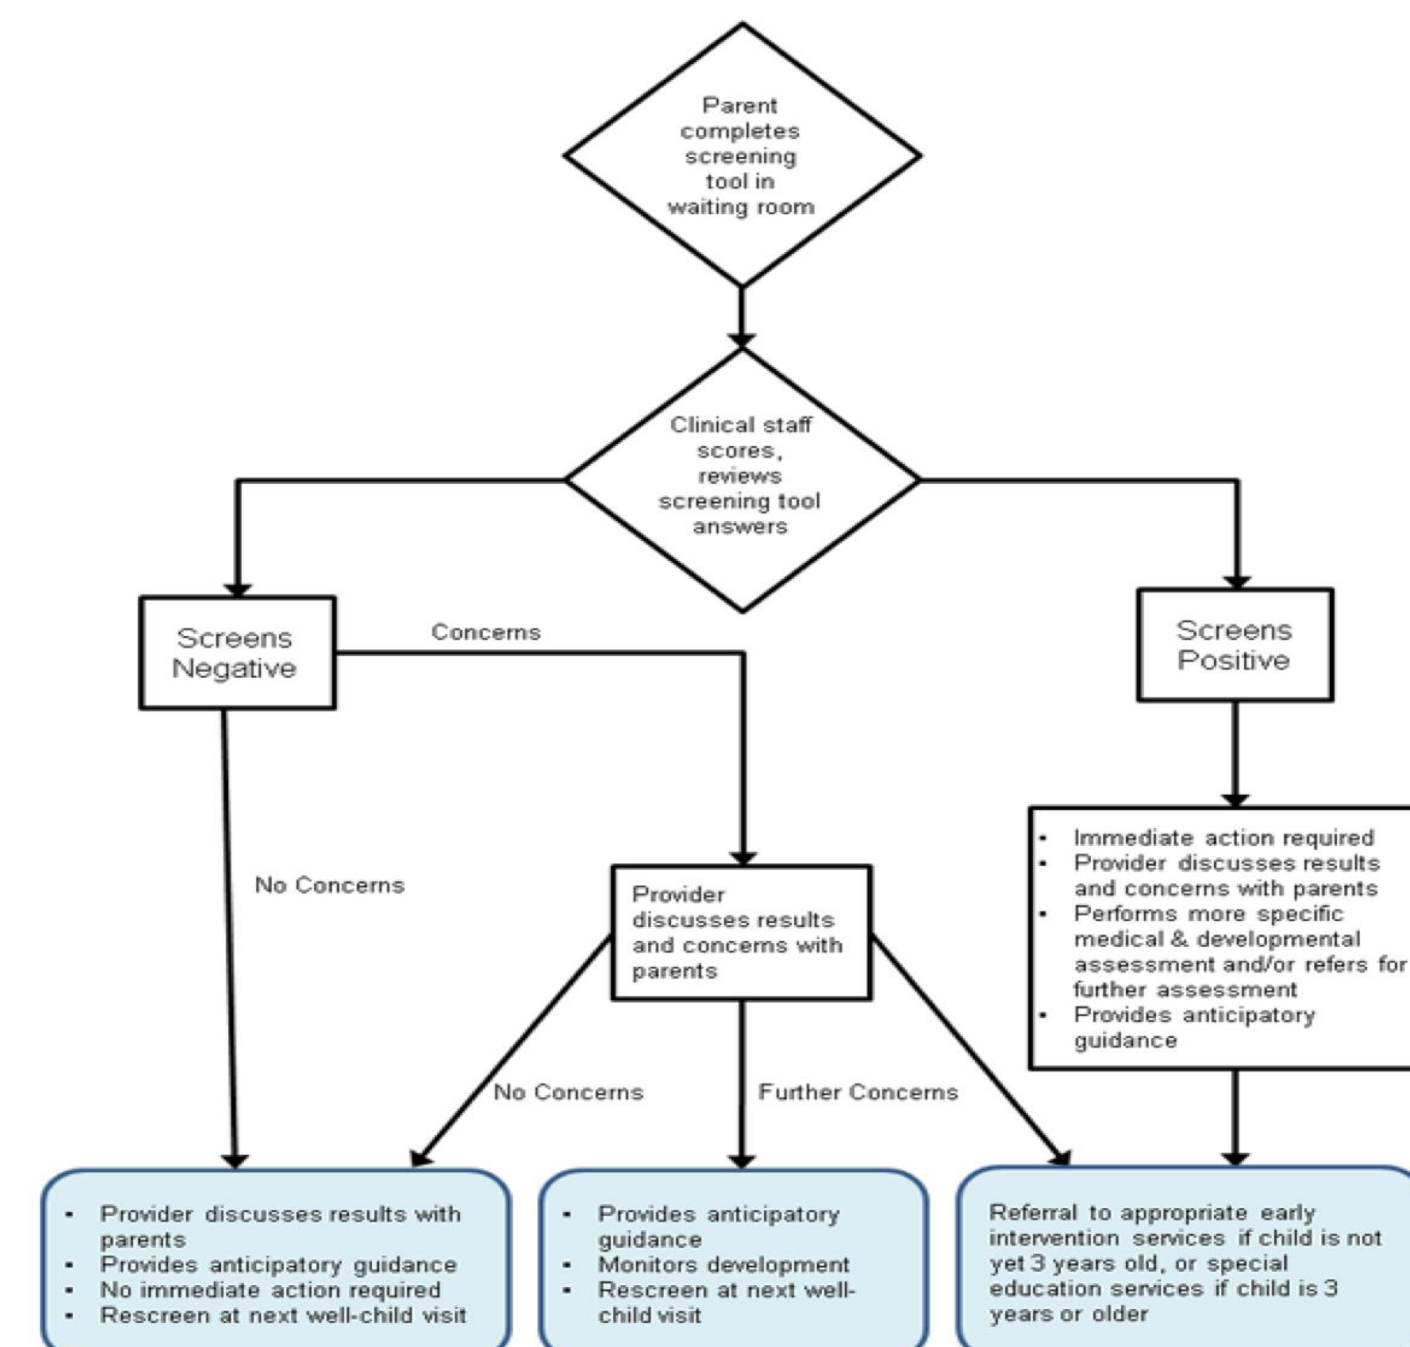 Parent
completes
screening
tool in
waiting room
Clinical staff
scores,
reviews
screening tool
answers
Screens
Negative
Concerns
Screens
Positive
No Concerns
Provider
discusses results
and concerns with
parents
▪ Immediate action required
▪ Provider discusses results
and concerns with parents
▪ Performs more specific
medical & developmental
assessment and/or refers for
further assessment
▪ Provides anticipatory
guidance
No Concerns
Further Concerns
▪ Provider discusses results with
parents
▪ Provides anticipatory guidance
▪ No immediate action required
▪ Rescreen at next well-child visit
▪ Provides anticipatory
guidance
▪ Monitors development
▪ Rescreen at next well-
child visit
Referral to appropriate early
intervention services if child is not
yet 3 years old, or special
education services if child is 3
years or older